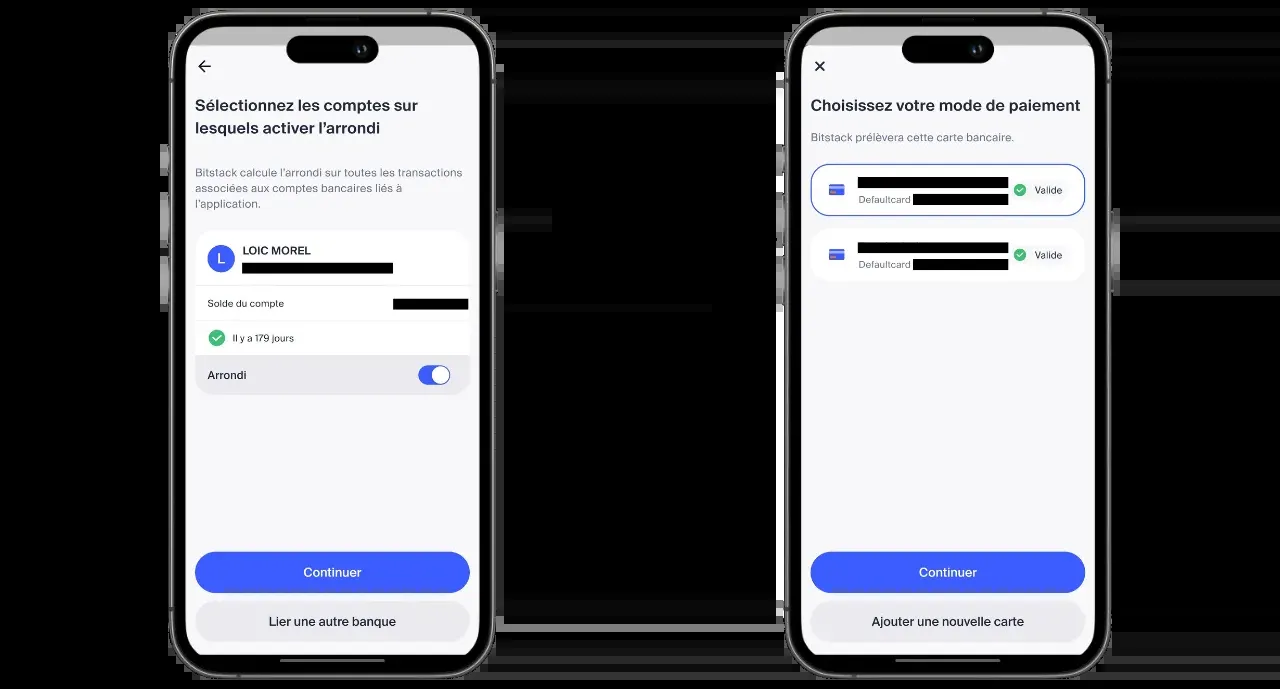 Sélectionnez les comptes sur
lesquels activer l'arrondi
Bitstack calcule l'arrondi sur toutes les transactions
associées aux comptes bancaires liés à
l'application.
L
LOIC MOREL
Solde du compte
Il y a 179 jours
Arrondi
Continuer
Lier une autre banque
Choisissez votre mode de paiement
Bitstack prélèvera cette carte bancaire.
Valide
Defaultcard
Valide
Defaultcard
Continuer
Ajouter une nouvelle carte